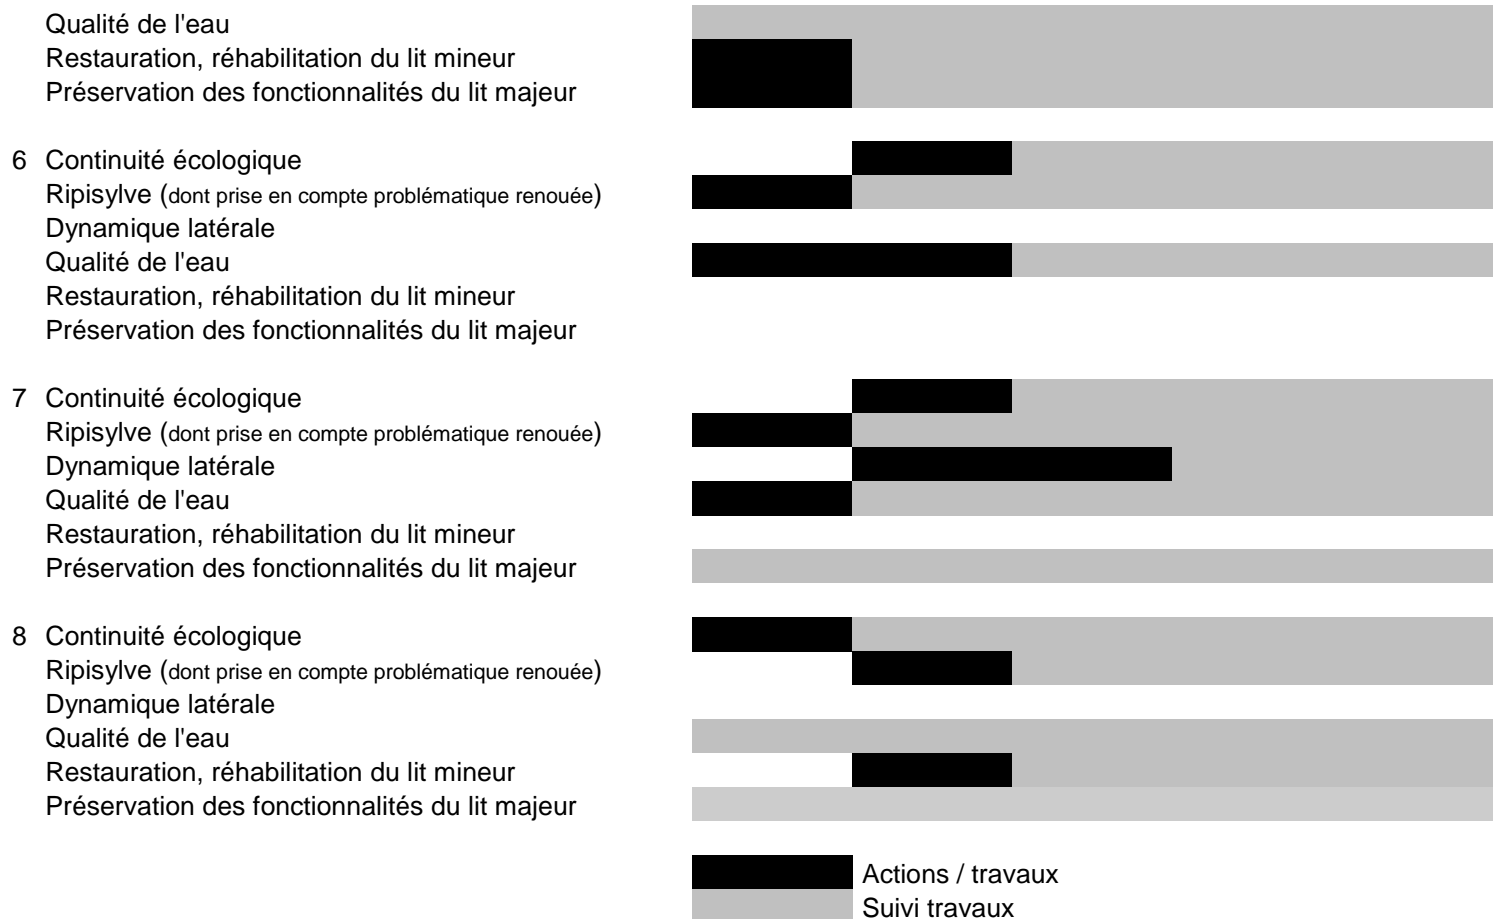 Qualité de l'eau
Restauration, réhabilitation du lit mineur
Préservation des fonctionnalités du lit majeur
6 Continuité écologique
Ripisylve (dont prise en compte problématique renouée)
Dynamique latérale
Qualité de l'eau
Restauration, réhabilitation du lit mineur
Préservation des fonctionnalités du lit majeur
7 Continuité écologique
Ripisylve (dont prise en compte problématique renouée)
Dynamique latérale
Qualité de l'eau
Restauration, réhabilitation du lit mineur
Préservation des fonctionnalités du lit majeur
8 Continuité écologique
Ripisylve (dont prise en compte problématique renouée)
Dynamique latérale
Qualité de l'eau
Restauration, réhabilitation du lit mineur
Préservation des fonctionnalités du lit majeur
Actions / travaux
Suivi travaux